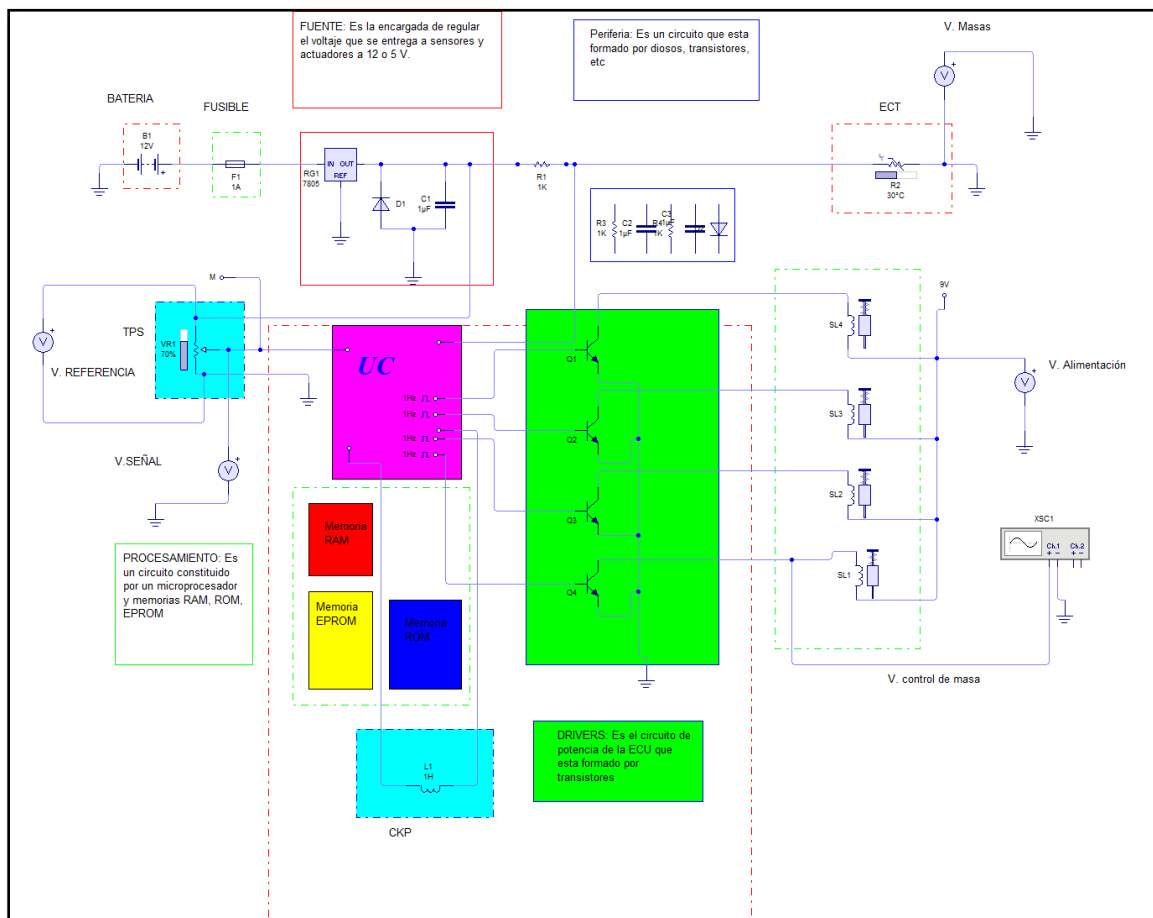 FUENTE: Es la encargada de regular
el voltaje que se entrega a sensores y
actuadores a 12 o 5 V.
Periferia: Es un circuito que esta
formado por diosos, transistores,
etc
V. Masas
V
+
BATERIA
FUSIBLE
ECT
B1
12V
+
F1
1A
IN OUT
REF
RG1
7805
D1
C1
1µF
R1
1K
R2
30°C
R3
1K
C2
1µF
R4
1K
C3
1µF
M
TPS
VR1
70%
V
+
V. REFERENCIA
UC
1Hz
1Hz
1Hz
1Hz
Q1
Q2
Q3
Q4
SL4
SL3
SL2
SL1
9V
V
+
V. Alimentación
V.SEÑAL
V
+
XSC1
Ch.1
Ch.2
+ -
+ -
V. control de masa
PROCESAMIENTO: Es
un circuito constituido
por un microprocesador
y memorias RAM, ROM,
EPROM
Memoria
RAM
Memoria
EPROM
Memoria
ROM
DRIVERS: Es el circuito de
potencia de la ECU que
esta formado por
transistores
L1
1H
CKP